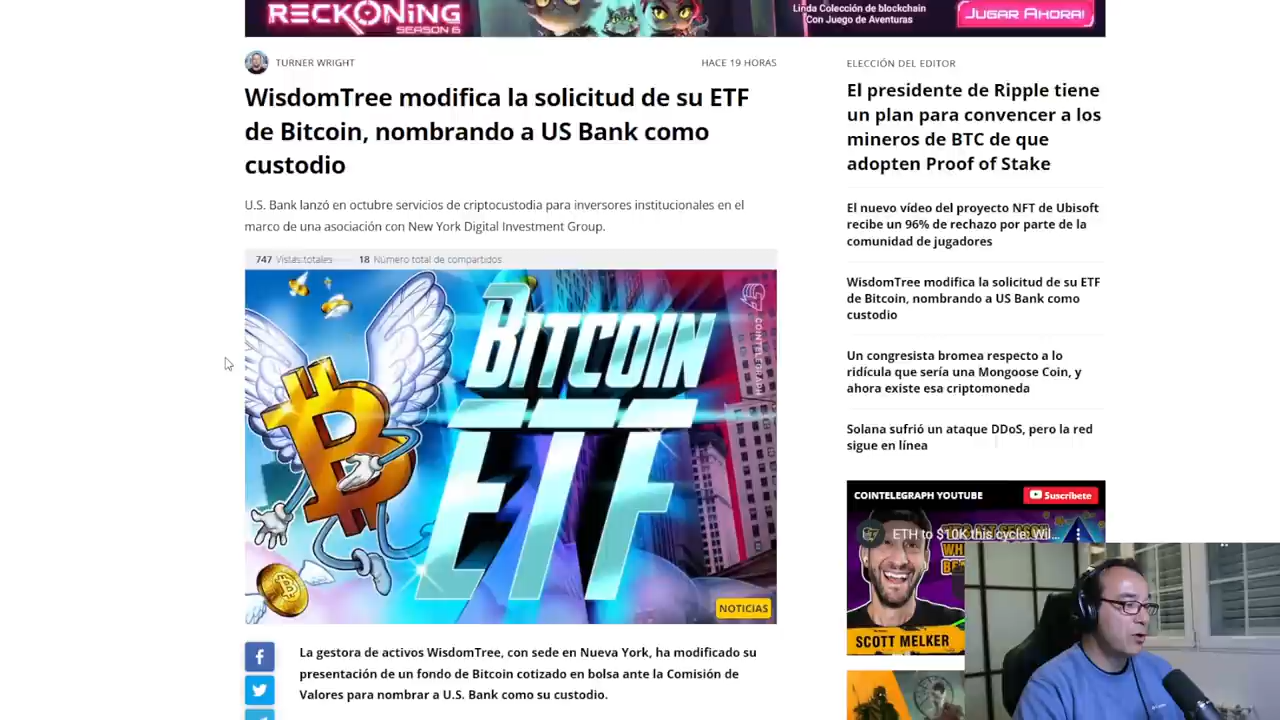 RECKONING
SEASON 6
Linda Colección de blockchain
Con Juego de Aventuras
JUGAR AHORA!
TURNER WRIGHT
HACE 19 HORAS
WisdomTree modifica la solicitud de su ETF
de Bitcoin, nombrando a US Bank como
custodio
U.S. Bank lanzó en octubre servicios de criptocustodia para inversores institucionales en el
marco de una asociación con New York Digital Investment Group.
747 Vistas totales
18 Número total de compartidos
BITCOIN
ETF
COINTELEGRAPH
NOTICIAS
La gestora de activos WisdomTree, con sede en Nueva York, ha modificado su
presentación de un fondo de Bitcoin cotizado en bolsa ante la Comisión de
Valores para nombrar a U.S. Bank como su custodio.
ELECCIÓN DEL EDITOR
El presidente de Ripple tiene
un plan para convencer a los
mineros de BTC de que
adopten Proof of Stake
El nuevo vídeo del proyecto NFT de Ubisoft
recibe un 96% de rechazo por parte de la
comunidad de jugadores
WisdomTree modifica la solicitud de su ETF
de Bitcoin, nombrando a US Bank como
custodio
Un congresista bromea respecto a lo
ridícula que sería una Mongoose Coin, y
ahora existe esa criptomoneda
Solana sufrió un ataque DDoS, pero la red
sigue en línea
COINTELEGRAPH YOUTUBE
Suscríbete
ETH to $10K this cycle: Wil...
SCOTT MELKER